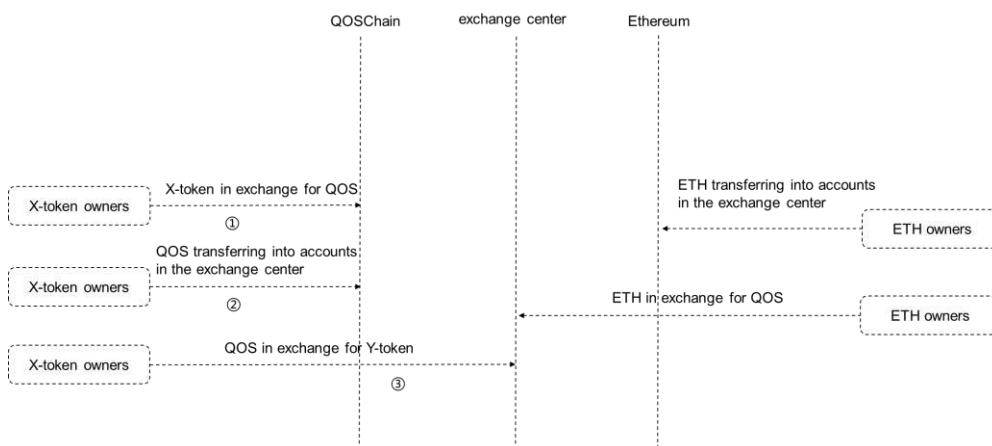 QOSChain
exchange center
Ethereum
X-token in exchange for QOS
X-token owners
①
ETH transferring into accounts
in the exchange center
ETH owners
QOS transferring into accounts
in the exchange center
X-token owners
②
ETH in exchange for QOS
ETH owners
QOS in exchange for Y-token
X-token owners
③